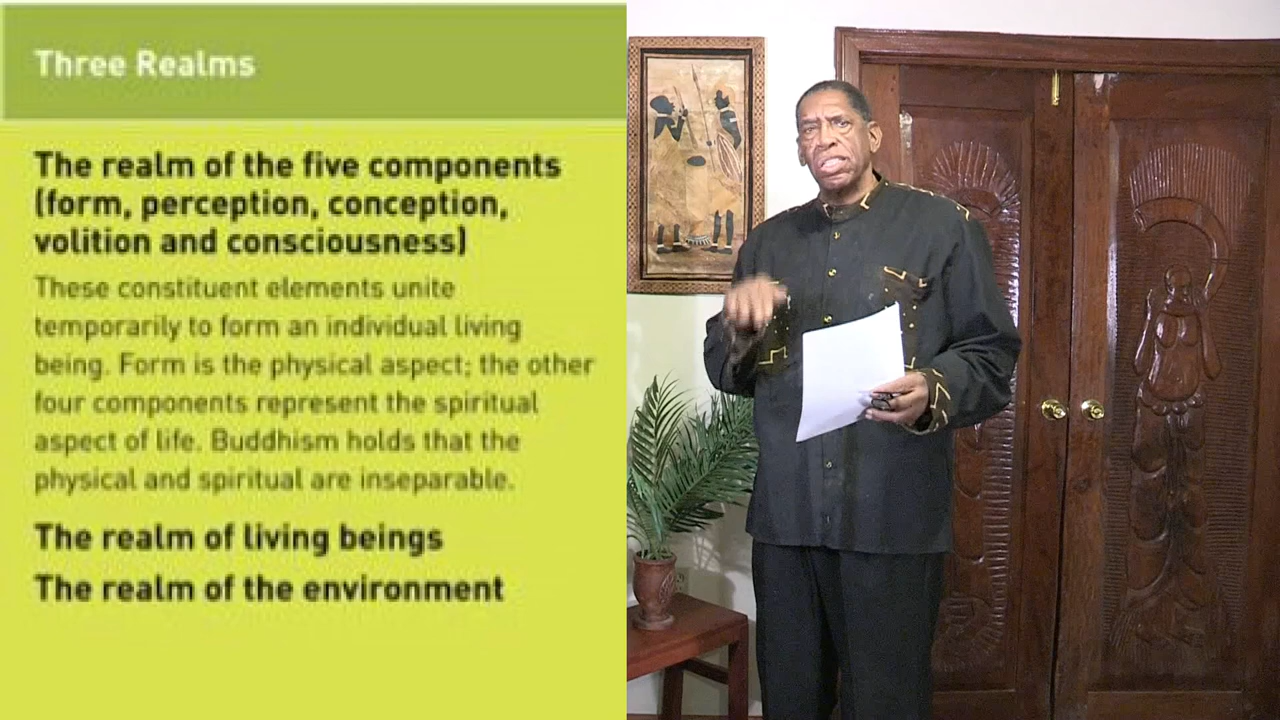 Three Realms
The realm of the five components
(form, perception, conception,
volition and consciousness)
These constituent elements unite
temporarily to form an individual living
being. Form is the physical aspect; the other
four components represent the spiritual
aspect of life. Buddhism holds that the
physical and spiritual are inseparable.
The realm of living beings
The realm of the environment